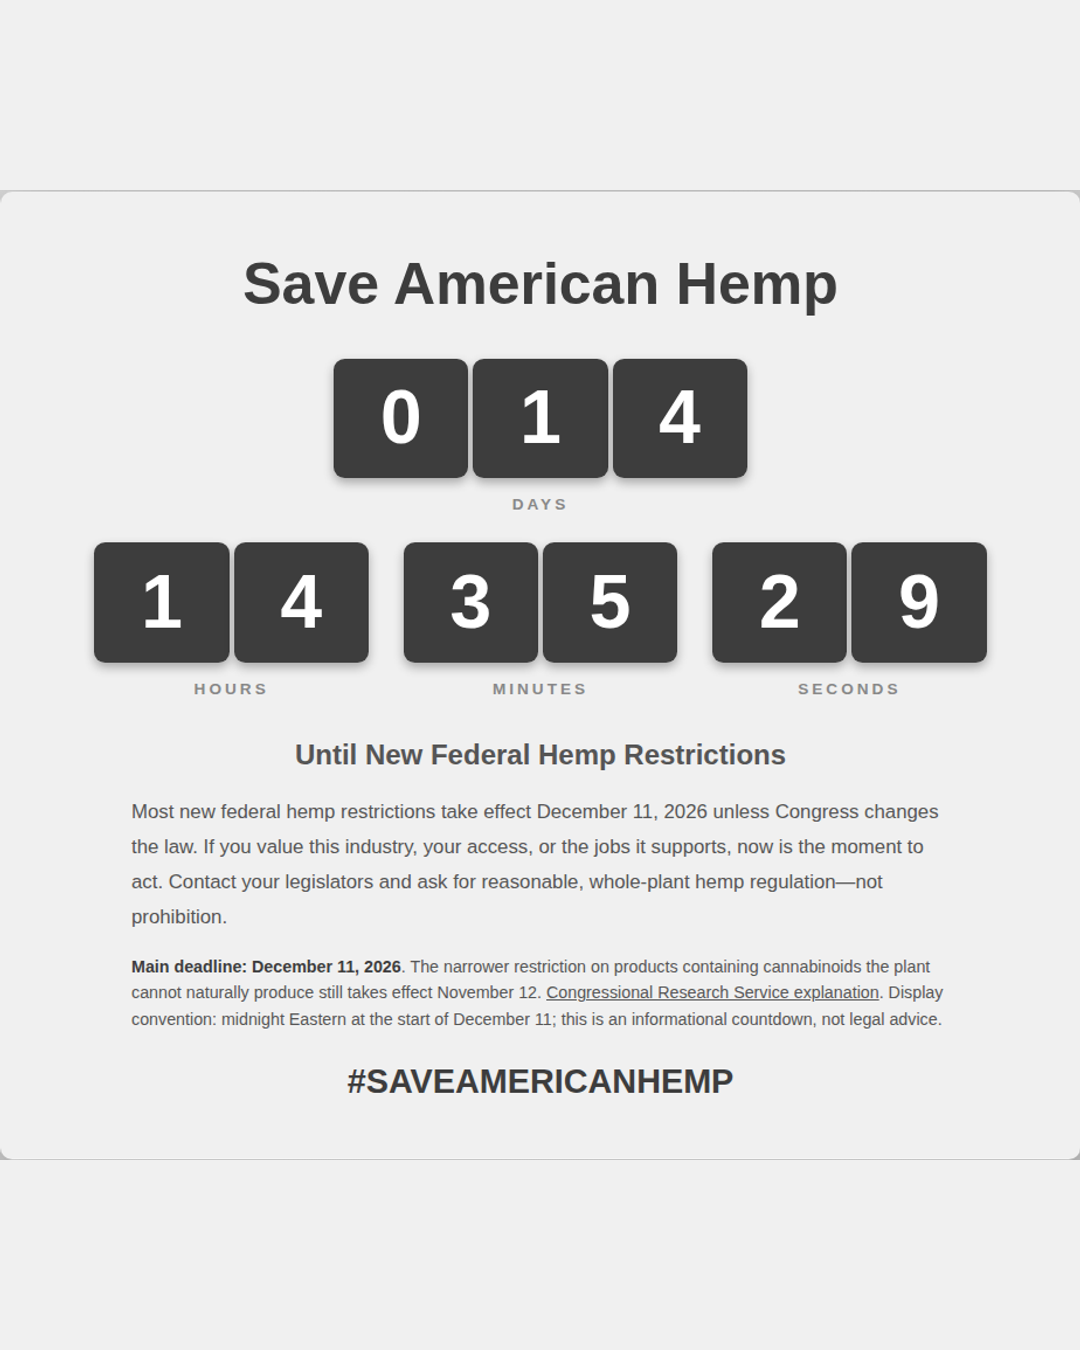 Save American Hemp
0 1 4
DAYS
1 4 3 5 2 9
HOURS MINUTES SECONDS
Until New Federal Hemp Restrictions
Most new federal hemp restrictions take effect December 11, 2026 unless Congress changes
the law. If you value this industry, your access, or the jobs it supports, now is the moment to
act. Contact your legislators and ask for reasonable, whole-plant hemp regulation—not
prohibition.
Main deadline: December 11, 2026. The narrower restriction on products containing cannabinoids the plant
cannot naturally produce still takes effect November 12. Congressional Research Service explanation. Display
convention: midnight Eastern at the start of December 11; this is an informational countdown, not legal advice.
#SAVEAMERICANHEMP